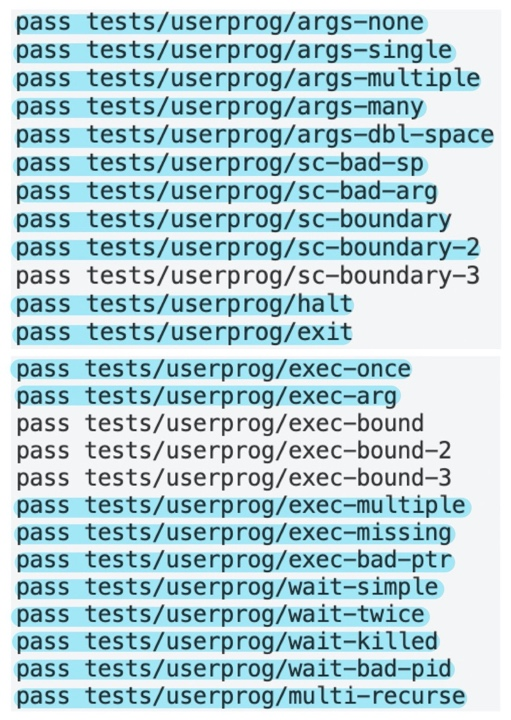 pass tests/userprog/args-none
pass tests/userprog/args-single
pass tests/userprog/args-multiple
pass tests/userprog/args-many
pass tests/userprog/args-dbl-space
pass tests/userprog/sc-bad-sp
pass tests/userprog/sc-bad-arg
pass tests/userprog/sc-boundary
pass tests/userprog/sc-boundary-2
pass tests/userprog/sc-boundary-3
pass tests/userprog/halt
pass tests/userprog/exit
pass tests/userprog/exec-once
pass tests/userprog/exec-arg
pass tests/userprog/exec-bound
pass tests/userprog/exec-bound-2
pass tests/userprog/exec-bound-3
pass tests/userprog/exec-multiple
pass tests/userprog/exec-missing
pass tests/userprog/exec-bad-ptr
pass tests/userprog/wait-simple
pass tests/userprog/wait-twice
pass tests/userprog/wait-killed
pass tests/userprog/wait-bad-pid
pass tests/userprog/multi-recurse